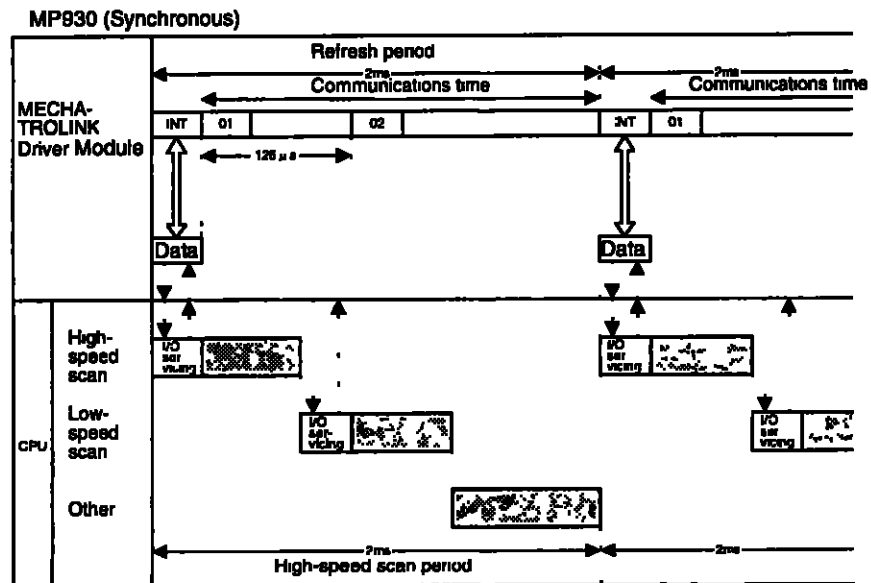 MP930 (Synchronous)
Refresh period
2ms
2ms
Communications time
Communications time
MECHA-
TROLINK
Driver Module
INT
01
02
INT
01
126 μs
Data
Data
CPU
High-
speed
scan
I/O
ser
vicing
I/O
ser
vicing
Low-
speed
scan
I/O
ser-
vicing
I/O
ser
vicing
Other
2ms
2ms
High-speed scan period